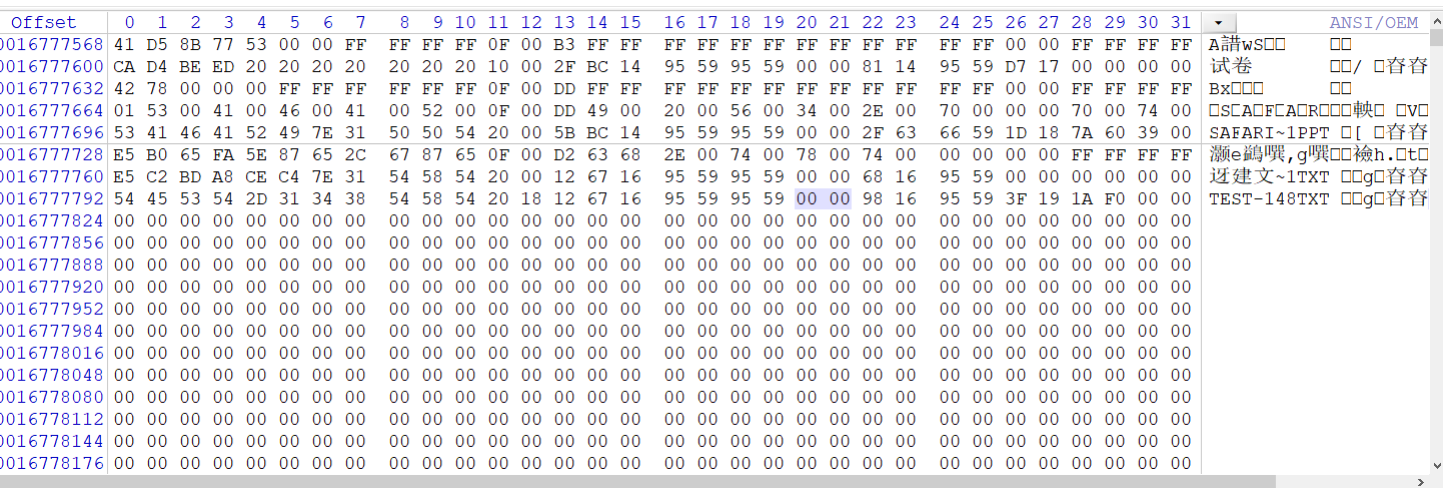 Offset 0 1 2 3 4 5 6 7 8 9 10 11 12 13 14 15 16 17 18 19 20 21 22 23 24 25 26 27 28 29 30 31 ANSI/OEM
0016777568 41 D5 8B 77 53 00 00 FF FF FF FF 0F 00 B3 FF FF FF FF FF FF FF FF FF FF FF FF 00 00 FF FF FF FF A譜wS□□ □□
0016777600 CA D4 BE ED 20 20 20 20 20 20 20 10 00 2F BC 14 95 59 95 59 00 00 81 14 95 59 D7 17 00 00 00 00 试卷 □□/ □旾旾
0016777632 42 78 00 00 00 FF FF FF FF FF FF 0F 00 DD FF FF FF FF FF FF FF FF FF FF FF FF 00 00 FF FF FF FF Bx□□□ □□
0016777664 01 53 00 41 00 46 00 41 00 52 00 0F 00 DD 49 00 20 00 56 00 34 00 2E 00 70 00 00 00 70 00 74 00 □S□A□F□A□R□□□軮□ □V□
0016777696 53 41 46 41 52 49 7E 31 50 50 54 20 00 5B BC 14 95 59 95 59 00 00 2F 63 66 59 1D 18 7A 60 39 00 SAFARI~1PPT □[ □旾旾
0016777728 E5 B0 65 FA 5E 87 65 2C 67 87 65 0F 00 D2 63 68 2E 00 74 00 78 00 74 00 00 00 00 00 FF FF FF FF 灏e鶠噀,g噀□□襝h.□t□
0016777760 E5 C2 BD A8 CE C4 7E 31 54 58 54 20 00 12 67 16 95 59 95 59 00 00 68 16 95 59 00 00 00 00 00 00 迓建文~1TXT □□g□旾旾
0016777792 54 45 53 54 2D 31 34 38 54 58 54 20 18 12 67 16 95 59 95 59 00 00 98 16 95 59 3F 19 1A F0 00 00 TEST-148TXT □□g□旾旾
0016777824 00 00 00 00 00 00 00 00 00 00 00 00 00 00 00 00 00 00 00 00 00 00 00 00 00 00 00 00 00 00 00 00
0016777856 00 00 00 00 00 00 00 00 00 00 00 00 00 00 00 00 00 00 00 00 00 00 00 00 00 00 00 00 00 00 00 00
0016777888 00 00 00 00 00 00 00 00 00 00 00 00 00 00 00 00 00 00 00 00 00 00 00 00 00 00 00 00 00 00 00 00
0016777920 00 00 00 00 00 00 00 00 00 00 00 00 00 00 00 00 00 00 00 00 00 00 00 00 00 00 00 00 00 00 00 00
0016777952 00 00 00 00 00 00 00 00 00 00 00 00 00 00 00 00 00 00 00 00 00 00 00 00 00 00 00 00 00 00 00 00
0016777984 00 00 00 00 00 00 00 00 00 00 00 00 00 00 00 00 00 00 00 00 00 00 00 00 00 00 00 00 00 00 00 00
0016778016 00 00 00 00 00 00 00 00 00 00 00 00 00 00 00 00 00 00 00 00 00 00 00 00 00 00 00 00 00 00 00 00
0016778048 00 00 00 00 00 00 00 00 00 00 00 00 00 00 00 00 00 00 00 00 00 00 00 00 00 00 00 00 00 00 00 00
0016778080 00 00 00 00 00 00 00 00 00 00 00 00 00 00 00 00 00 00 00 00 00 00 00 00 00 00 00 00 00 00 00 00
0016778112 00 00 00 00 00 00 00 00 00 00 00 00 00 00 00 00 00 00 00 00 00 00 00 00 00 00 00 00 00 00 00 00
0016778144 00 00 00 00 00 00 00 00 00 00 00 00 00 00 00 00 00 00 00 00 00 00 00 00 00 00 00 00 00 00 00 00
0016778176 00 00 00 00 00 00 00 00 00 00 00 00 00 00 00 00 00 00 00 00 00 00 00 00 00 00 00 00 00 00 00 00